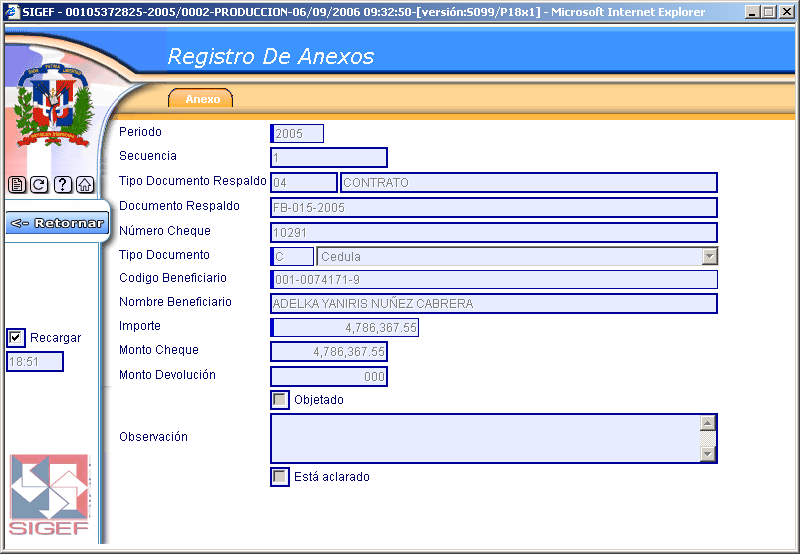 SIGEF - 00105372825-2005/0002-PRODUCCION-06/09/2006 09:32:50-[versión:S099/P18x1] - Microsoft Internet Explorer
Registro De Anexos
Anexo
Periodo 2005
Secuencia 1
Tipo Documento Respaldo 04 CONTRATO
Documento Respaldo FB-015-2005
Número Cheque 10291
<- Retornar
Tipo Documento C Cedula
Codigo Beneficiario 001-0074171-9
Nombre Beneficiario ADELKA YANIRIS NUÑEZ CABRERA
Importe 4,786,367.55
Recargar
Monto Cheque 4,786,367.55
18:51
Monto Devolución 000
Objetado
Observación
Está aclarado
SIGEF